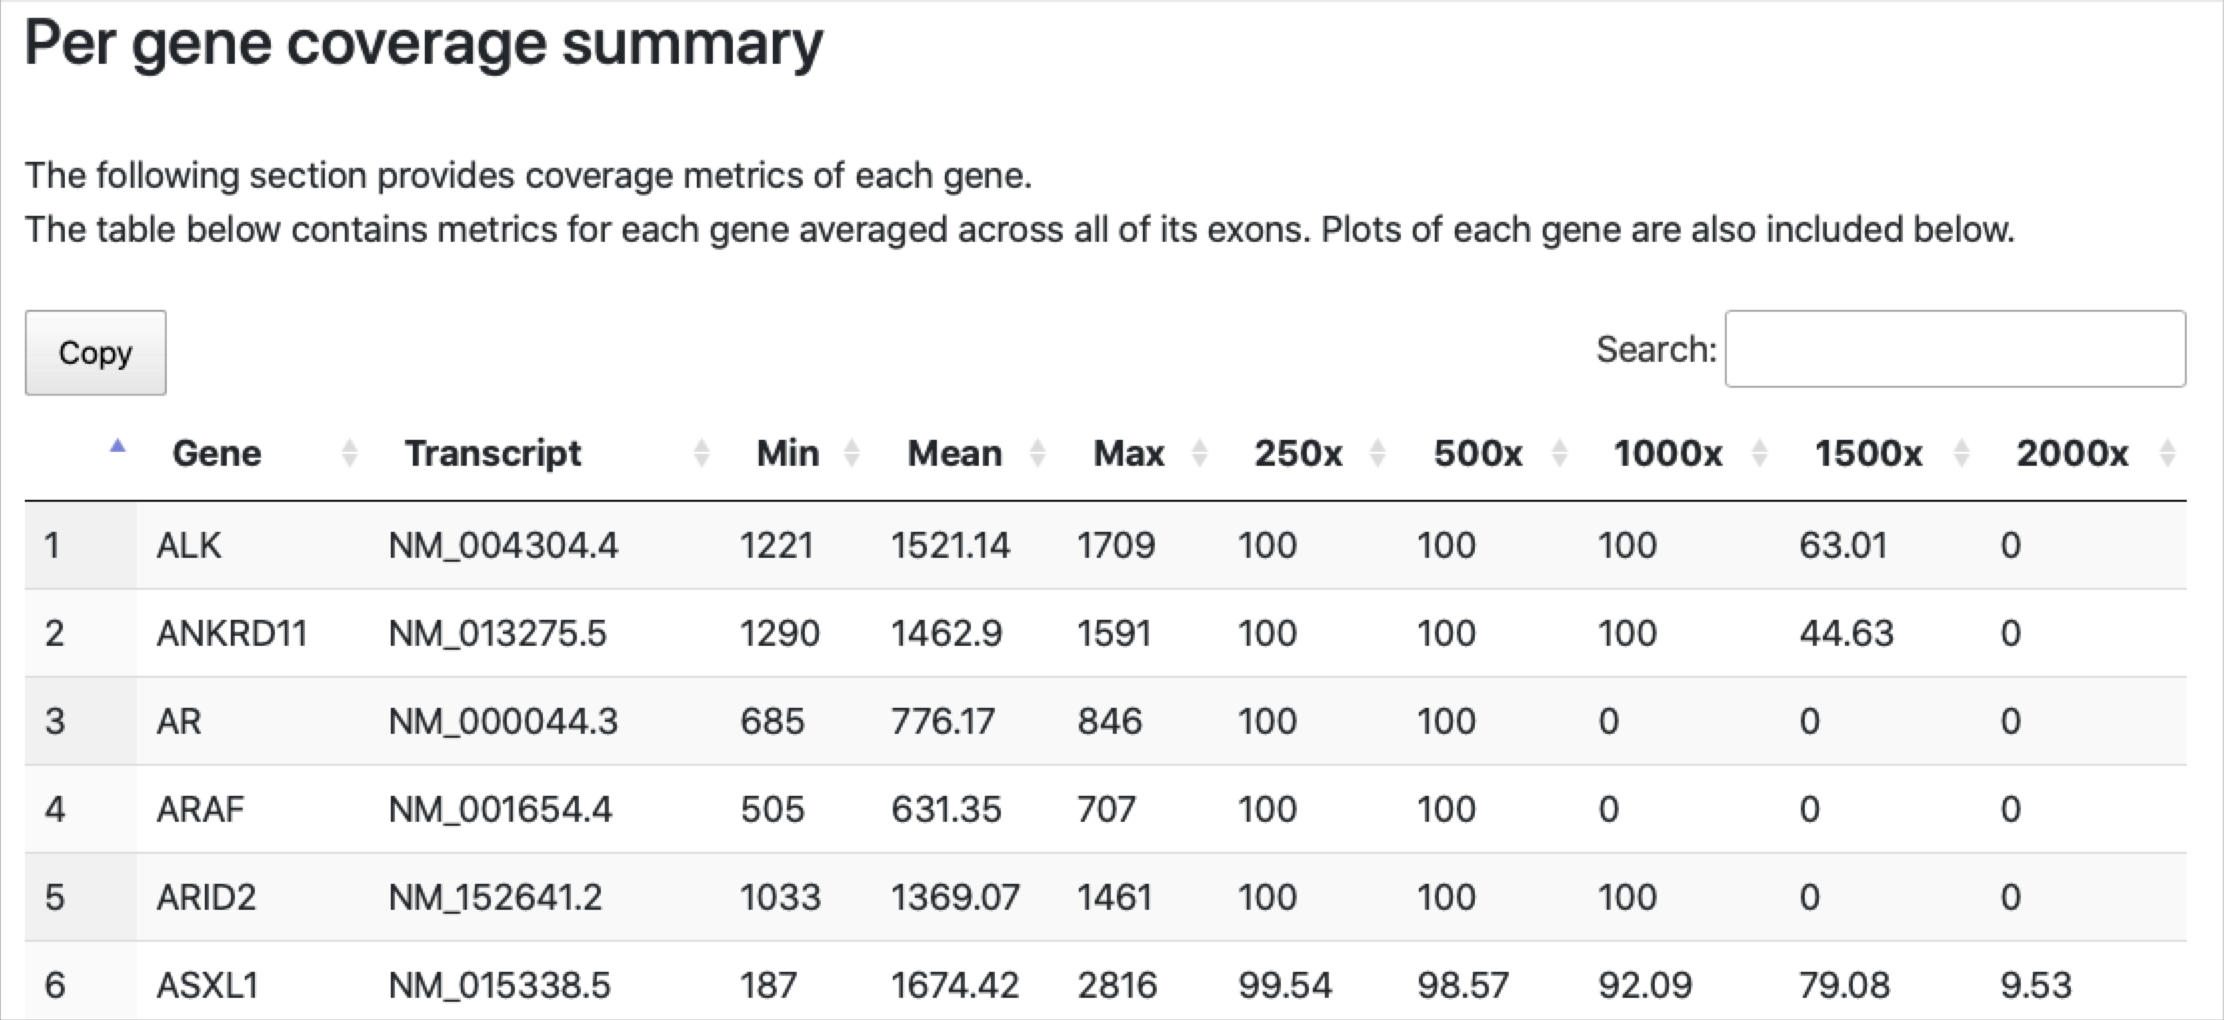 Per gene coverage summary
The following section provides coverage metrics of each gene.
The table below contains metrics for each gene averaged across all of its exons. Plots of each gene are also included below.
Copy Search:
Gene Transcript Min Mean Max 250x 500x 1000x 1500x 2000x
1 ALK NM_004304.4 1221 1521.14 1709 100 100 100 63.01 0
2 ANKRD11 NM_013275.5 1290 1462.9 1591 100 100 100 44.63 0
3 AR NM_000044.3 685 776.17 846 100 100 0 0 0
4 ARAF NM_001654.4 505 631.35 707 100 100 0 0 0
5 ARID2 NM_152641.2 1033 1369.07 1461 100 100 100 0 0
6 ASXL1 NM_015338.5 187 1674.42 2816 99.54 98.57 92.09 79.08 9.53